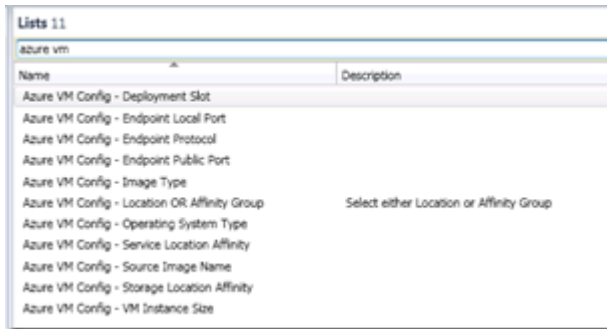 Lists 11
azure vm
Name Description
Azure VM Config - Deployment Slot
Azure VM Config - Endpoint Local Port
Azure VM Config - Endpoint Protocol
Azure VM Config - Endpoint Public Port
Azure VM Config - Image Type
Azure VM Config - Location OR Affinity Group Select either Location or Affinity Group
Azure VM Config - Operating System Type
Azure VM Config - Service Location Affinity
Azure VM Config - Source Image Name
Azure VM Config - Storage Location Affinity
Azure VM Config - VM Instance Size